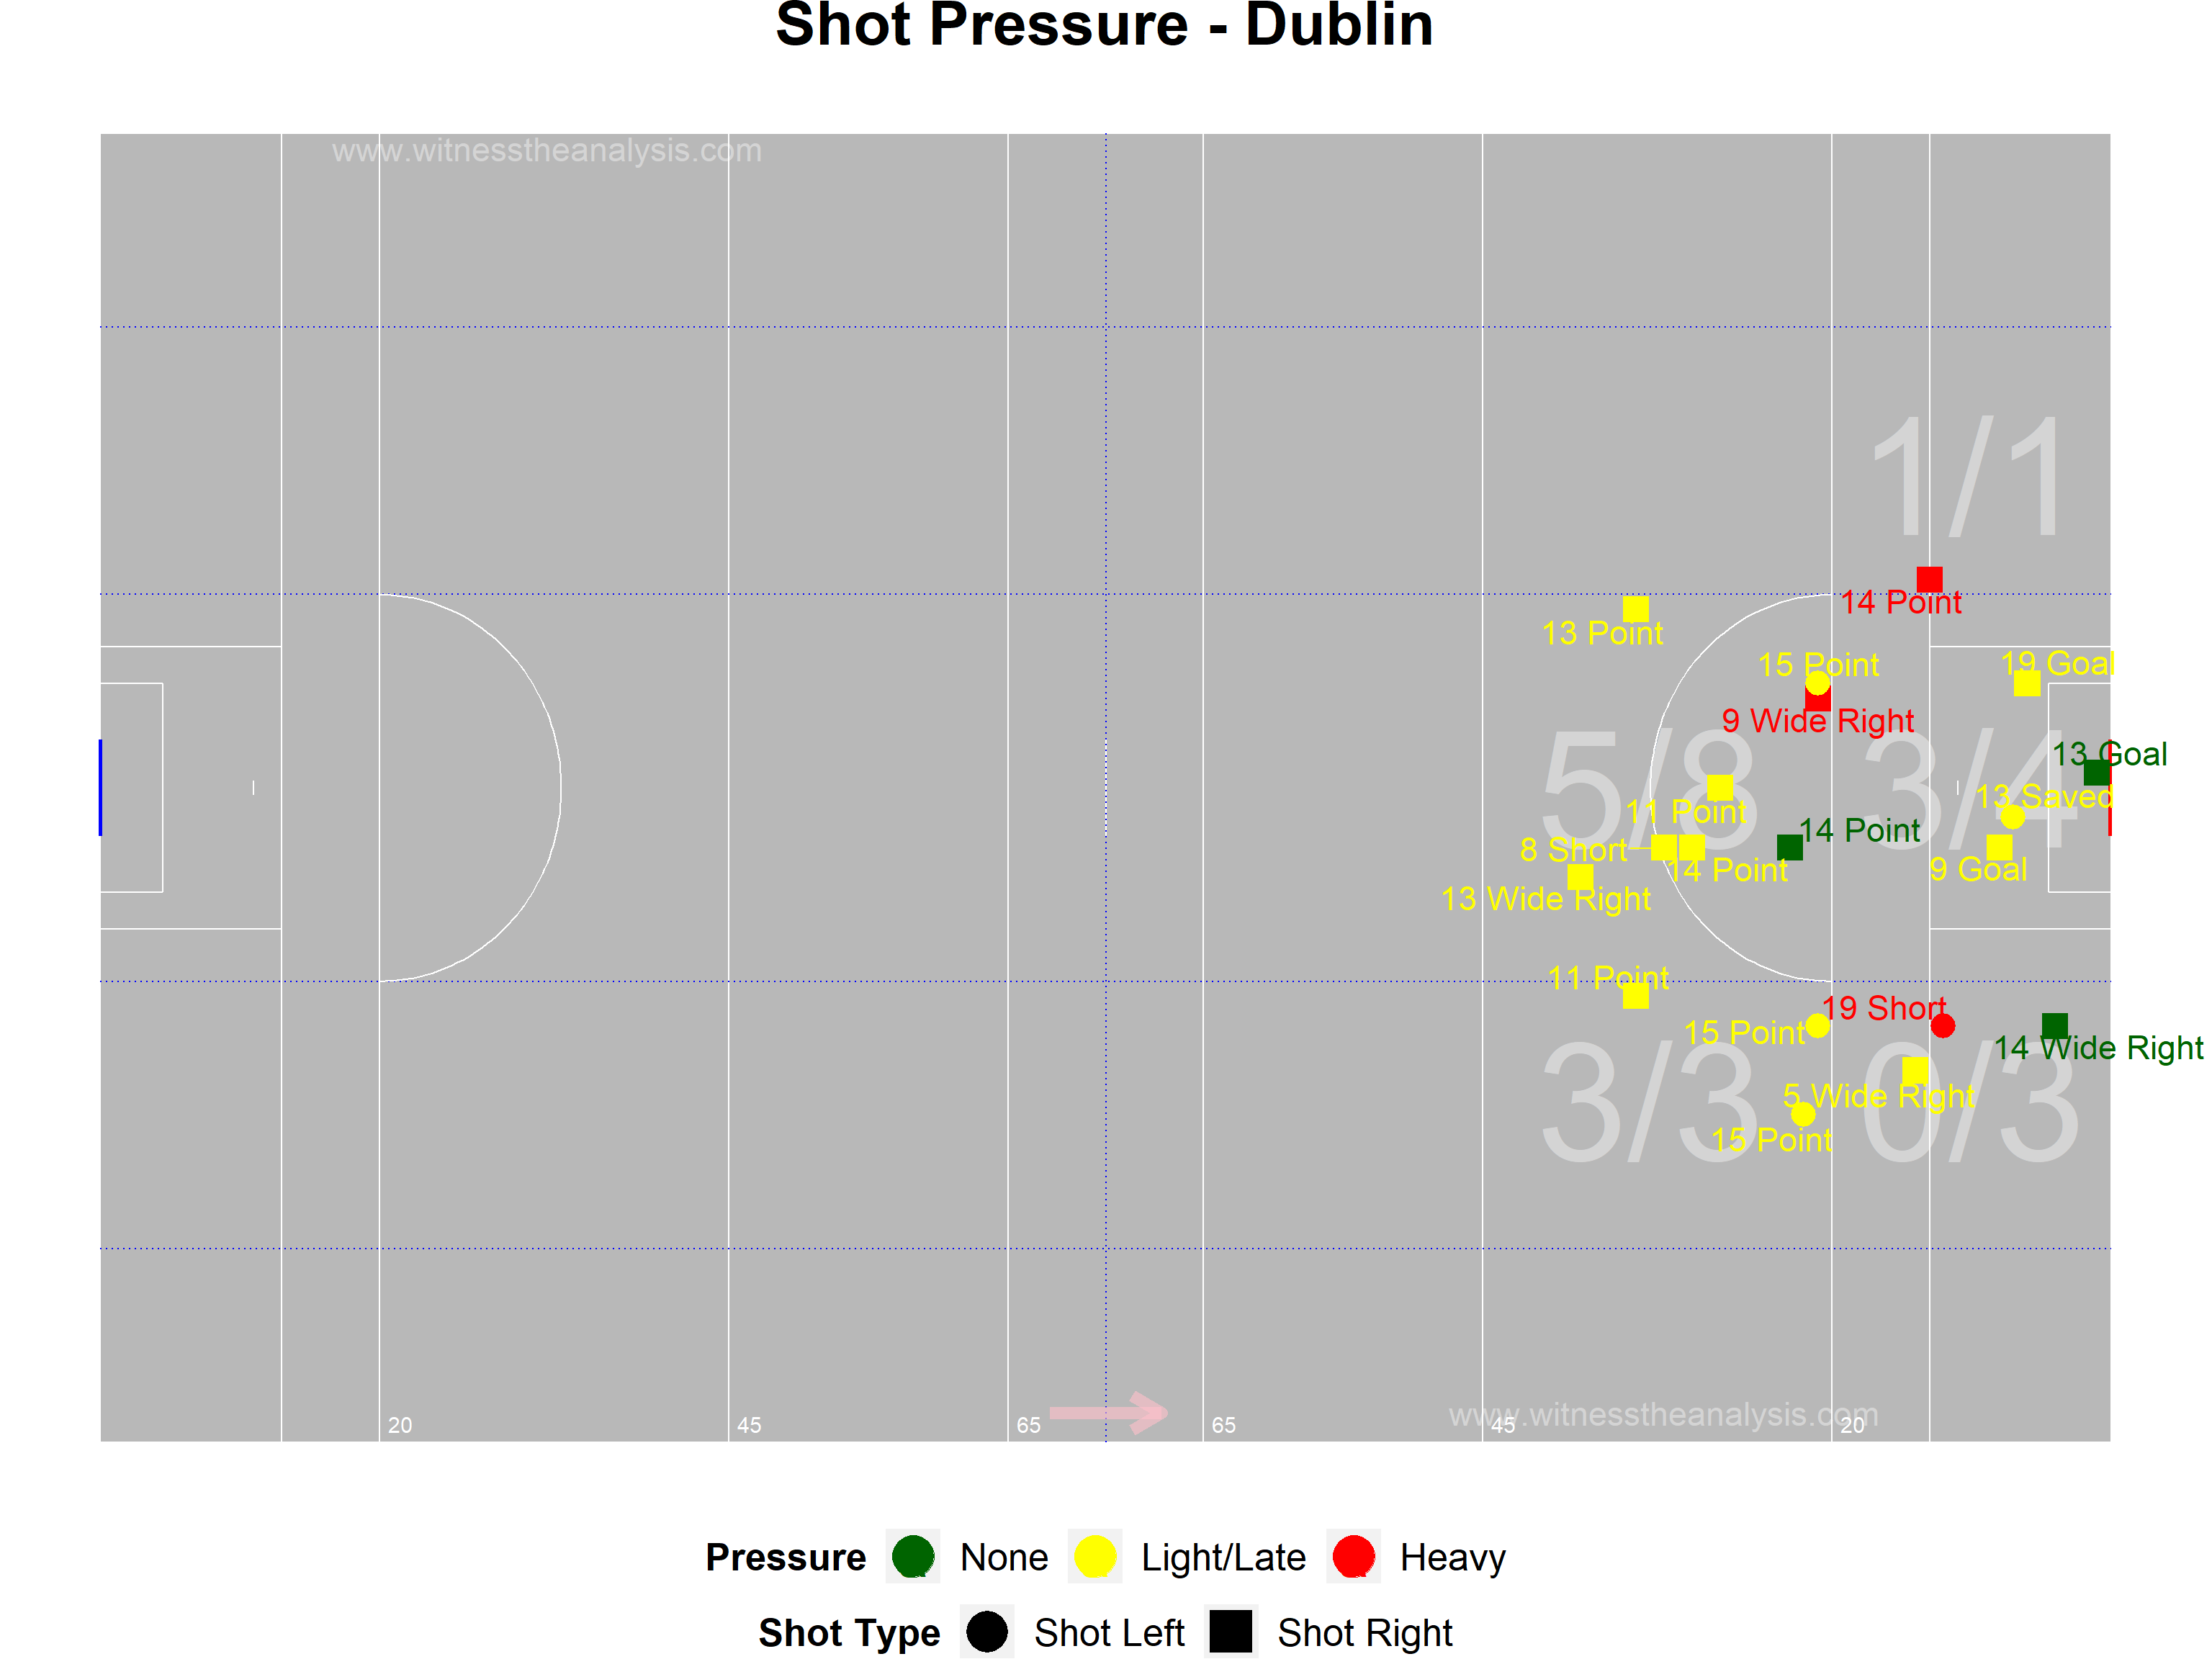 Shot Pressure - Dublin
www.witnesstheanalysis.com
1/1
14 Point
13 Point
15 Point
19 Goal
9 Wide Right
5/8
3/4
13 Goal
13 Saved
11 Point
14 Point
8 Short
14 Point
9 Goal
13 Wide Right
11 Point
19 Short
15 Point
14 Wide Right
3/3
0/3
5 Wide Right
15 Point
www.witnesstheanalysis.com
20
45
65
65
45
20
Pressure None Light/Late Heavy
Shot Type Shot Left Shot Right